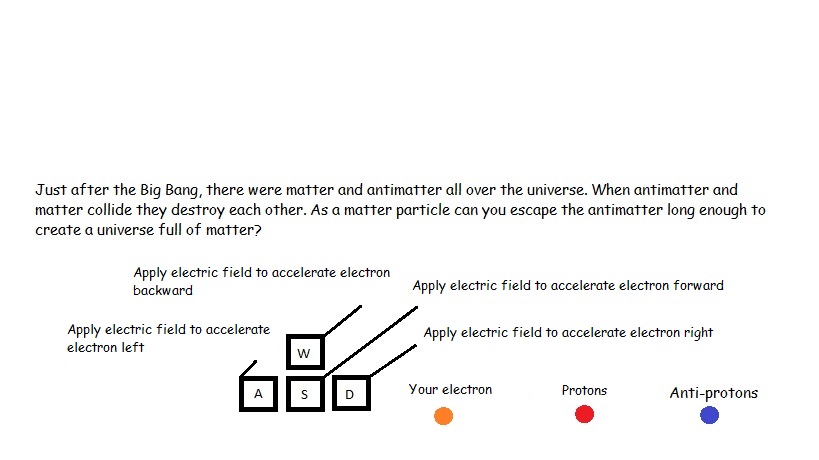 Just after the Big Bang, there were matter and antimatter all over the universe. When antimatter and
matter collide they destroy each other. As a matter particle can you escape the antimatter long enough to
create a universe full of matter?
Apply electric field to accelerate electron
backward
Apply electric field to accelerate electron forward
Apply electric field to accelerate
electron left
Apply electric field to accelerate electron right
W
A
S
D
Your electron
Protons
Anti-protons